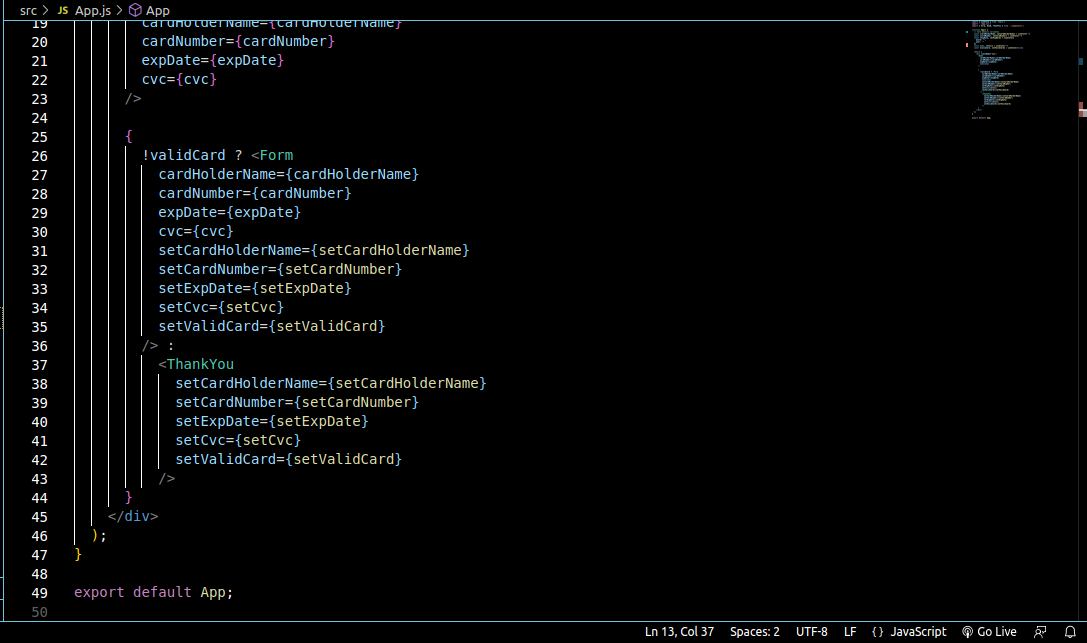 src > JS App.js > App
19 cardHolderName={cardHolderName}
20 cardNumber={cardNumber}
21 expDate={expDate}
22 cvc={cvc}
23 />
24
25 {
26 !validCard ? <Form
27 cardHolderName={cardHolderName}
28 cardNumber={cardNumber}
29 expDate={expDate}
30 cvc={cvc}
31 setCardHolderName={setCardHolderName}
32 setCardNumber={setCardNumber}
33 setExpDate={setExpDate}
34 setCvc={setCvc}
35 setValidCard={setValidCard}
36 /> :
37 <ThankYou
38 setCardHolderName={setCardHolderName}
39 setCardNumber={setCardNumber}
40 setExpDate={setExpDate}
41 setCvc={setCvc}
42 setValidCard={setValidCard}
43 />
44 }
45 </div>
46 );
47 }
48
49 export default App;
50
Ln 13, Col 37 Spaces: 2 UTF-8 LF {} JavaScript Go Live